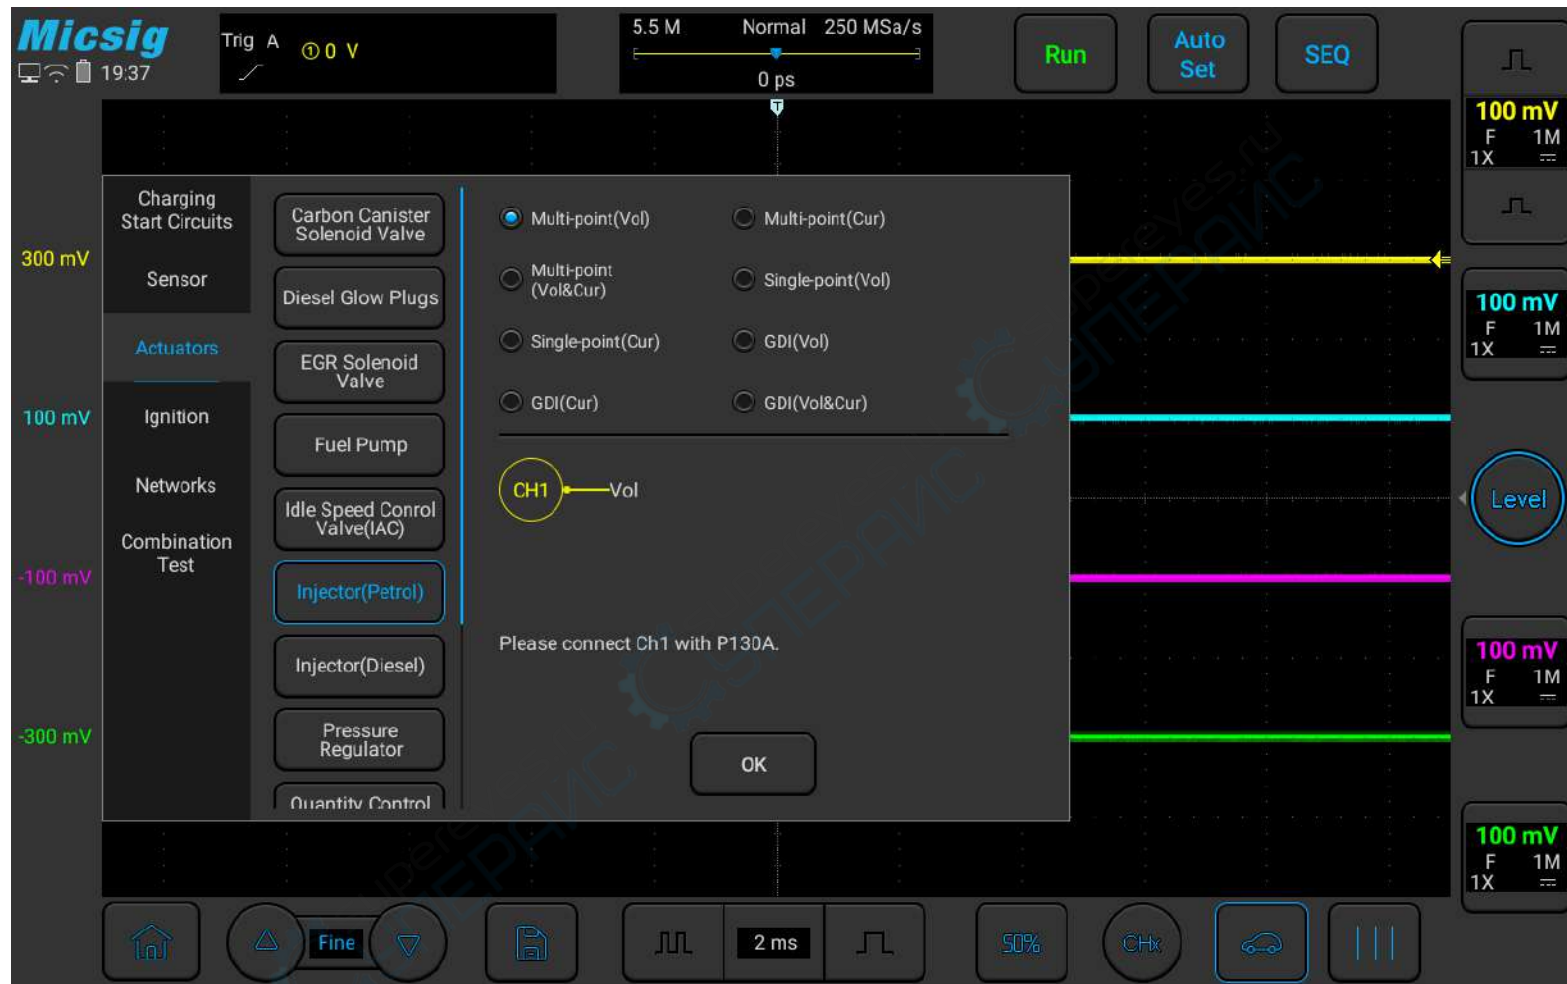 Micsig
19:37
Trig A
① 0 V
5.5 M Normal 250 MSa/s
0 ps
T
Run
Auto
Set
SEQ
100 mV
F 1M
1X
300 mV
100 mV
-100 mV
-300 mV
Charging
Start Circuits
Sensor
Actuators
Ignition
Networks
Combination
Test
Carbon Canister
Solenoid Valve
Diesel Glow Plugs
EGR Solenoid
Valve
Fuel Pump
Idle Speed Conrol
Valve(IAC)
Injector(Petrol)
Injector(Diesel)
Pressure
Regulator
Quantity Control
Multi-point(Vol) Multi-point(Cur)
Multi-point
(Vol&Cur)
Single-point(Vol)
Single-point(Cur) GDI(Vol)
GDI(Cur) GDI(Vol&Cur)
CH1 Vol
Please connect Ch1 with P130A.
OK
100 mV
F 1M
1X
Level
100 mV
F 1M
1X
100 mV
F 1M
1X
Fine
2 ms
50%
CHx
supereyes.ru
СУПЕРАЙС